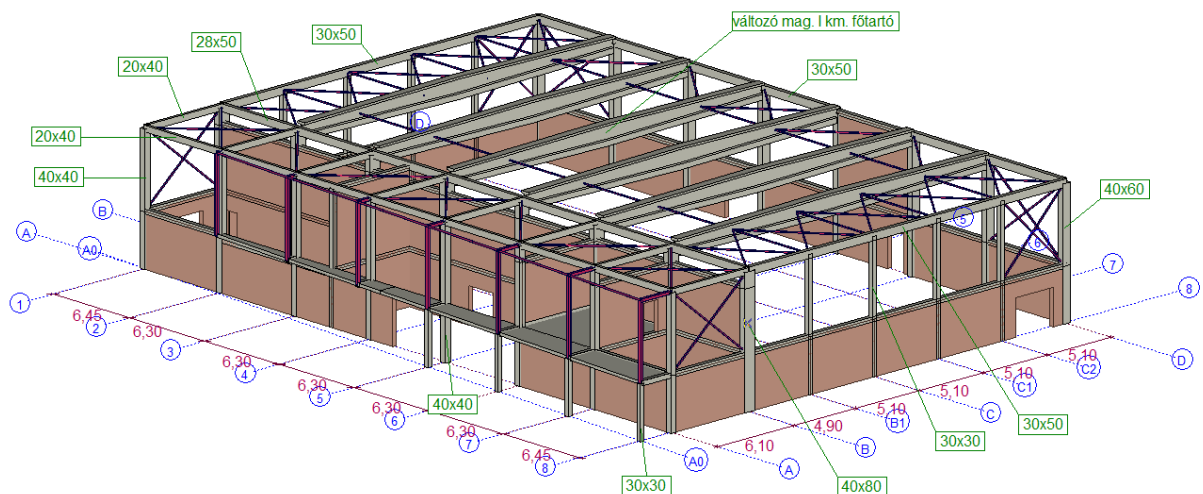 változó mag. I km. főtartó
30x50
28x50
20x40
30x50
20x40
40x40
40x60
D
B
A
A0
5
6
7
8
1
2
3
4
5
6
7
8
6,45
6,30
6,30
6,30
6,30
6,30
6,45
6,10
4,90
5,10
5,10
5,10
5,10
A0
A
B
B1
C
C1
C2
D
40x40
30x30
40x80
30x30
30x50